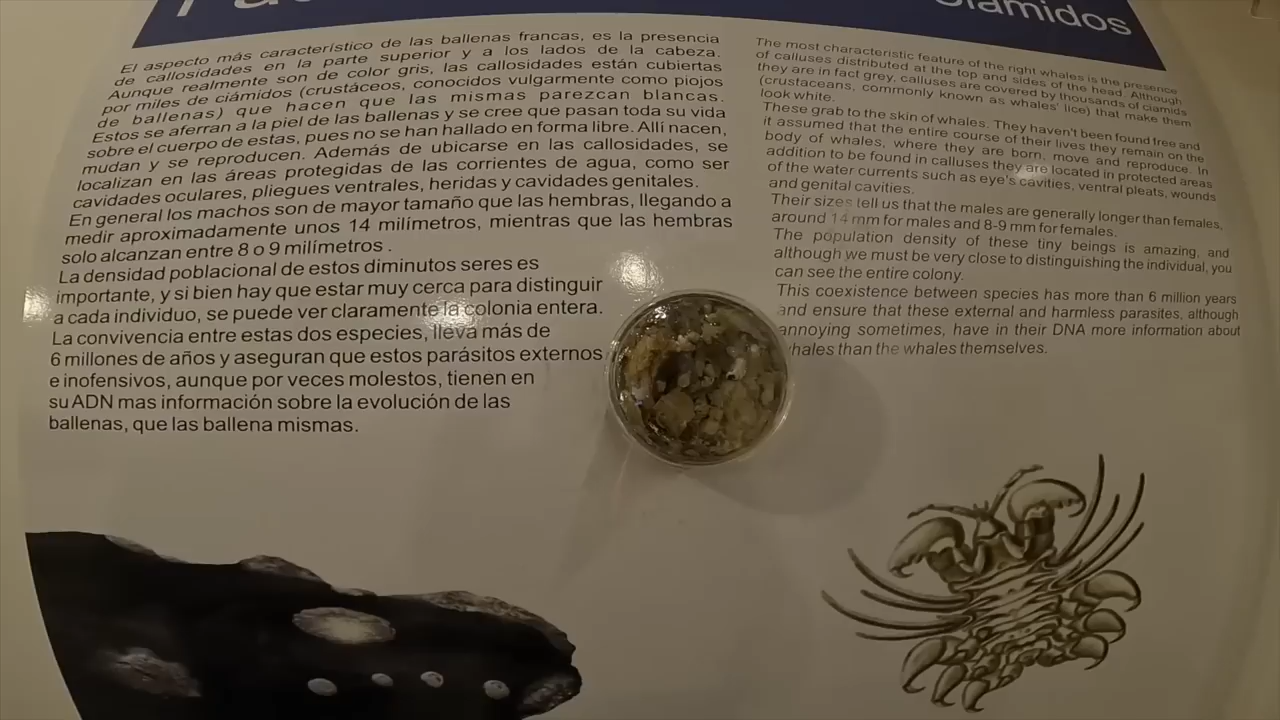 Ciámidos
El aspecto más característico de las ballenas francas, es la presencia
de callosidades en la parte superior y a los lados de la cabeza.
Aunque realmente son de color gris, las callosidades están cubiertas
por miles de ciámidos (crustáceos, conocidos vulgarmente como piojos
de ballenas) que hacen que las mismas parezcan blancas.
Estos se aferran a la piel de las ballenas y se cree que pasan toda su vida
sobre el cuerpo de estas, pues no se han hallado en forma libre. Allí nacen,
mudan y se reproducen. Además de ubicarse en las callosidades, se
localizan en las áreas protegidas de las corrientes de agua, como ser
cavidades oculares, pliegues ventrales, heridas y cavidades genitales.
En general los machos son de mayor tamaño que las hembras, llegando a
medir aproximadamente unos 14 milímetros, mientras que las hembras
solo alcanzan entre 8 o 9 milímetros .
La densidad poblacional de estos diminutos seres es
importante, y si bien hay que estar muy cerca para distinguir
a cada individuo, se puede ver claramente la colonia entera.
La convivencia entre estas dos especies, lleva más de
6 millones de años y aseguran que estos parásitos externos
e inofensivos, aunque por veces molestos, tienen en
su ADN mas información sobre la evolución de las
ballenas, que las ballena mismas.
The most characteristic feature of the right whales is the presence
of calluses distributed at the top and sides of the head. Although
they are in fact grey, calluses are covered by thousands of ciamids
(crustaceans, commonly known as whales' lice) that make them
look white.
These grab to the skin of whales. They haven't been found free and
it assumed that the entire course of their lives they remain on the
body of whales, where they are born, move and reproduce. In
addition to be found in calluses they are located in protected areas
of the water currents such as eye's cavities, ventral pleats, wounds
and genital cavities.
Their sizes tell us that the males are generally longer than females,
around 14 mm for males and 8-9 mm for females.
The population density of these tiny beings is amazing, and
although we must be very close to distinguishing the individual, you
can see the entire colony.
This coexistence between species has more than 6 million years
and ensure that these external and harmless parasites, although
annoying sometimes, have in their DNA more information about
whales than the whales themselves.